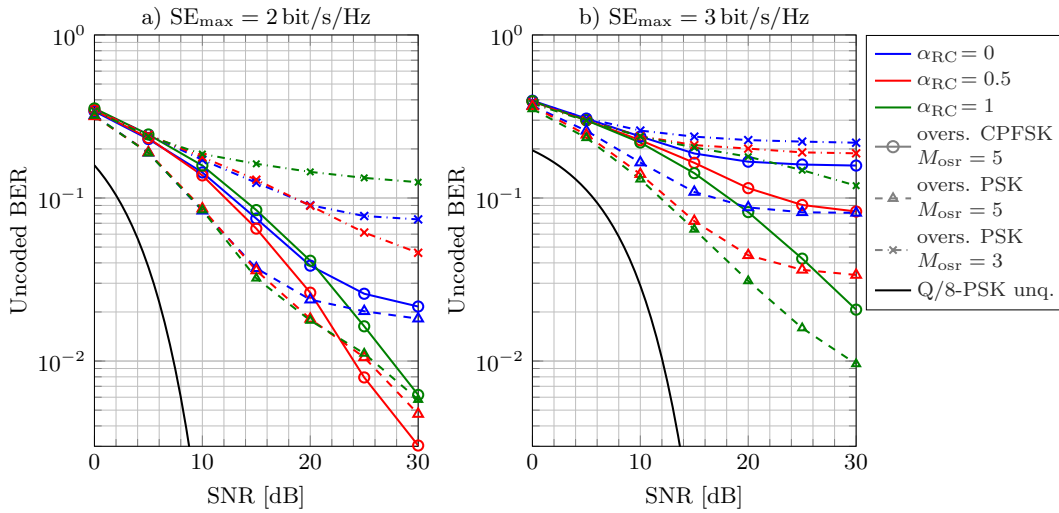 a) SE_max = 2 bit/s/Hz
b) SE_max = 3 bit/s/Hz
10^0
10^−1
10^−2
Uncoded BER
0
10
20
30
SNR [dB]
10^0
10^−1
10^−2
Uncoded BER
0
10
20
30
SNR [dB]
α_RC = 0
α_RC = 0.5
α_RC = 1
overs. CPFSK
M_osr = 5
overs. PSK
M_osr = 5
overs. PSK
M_osr = 3
Q/8-PSK unq.